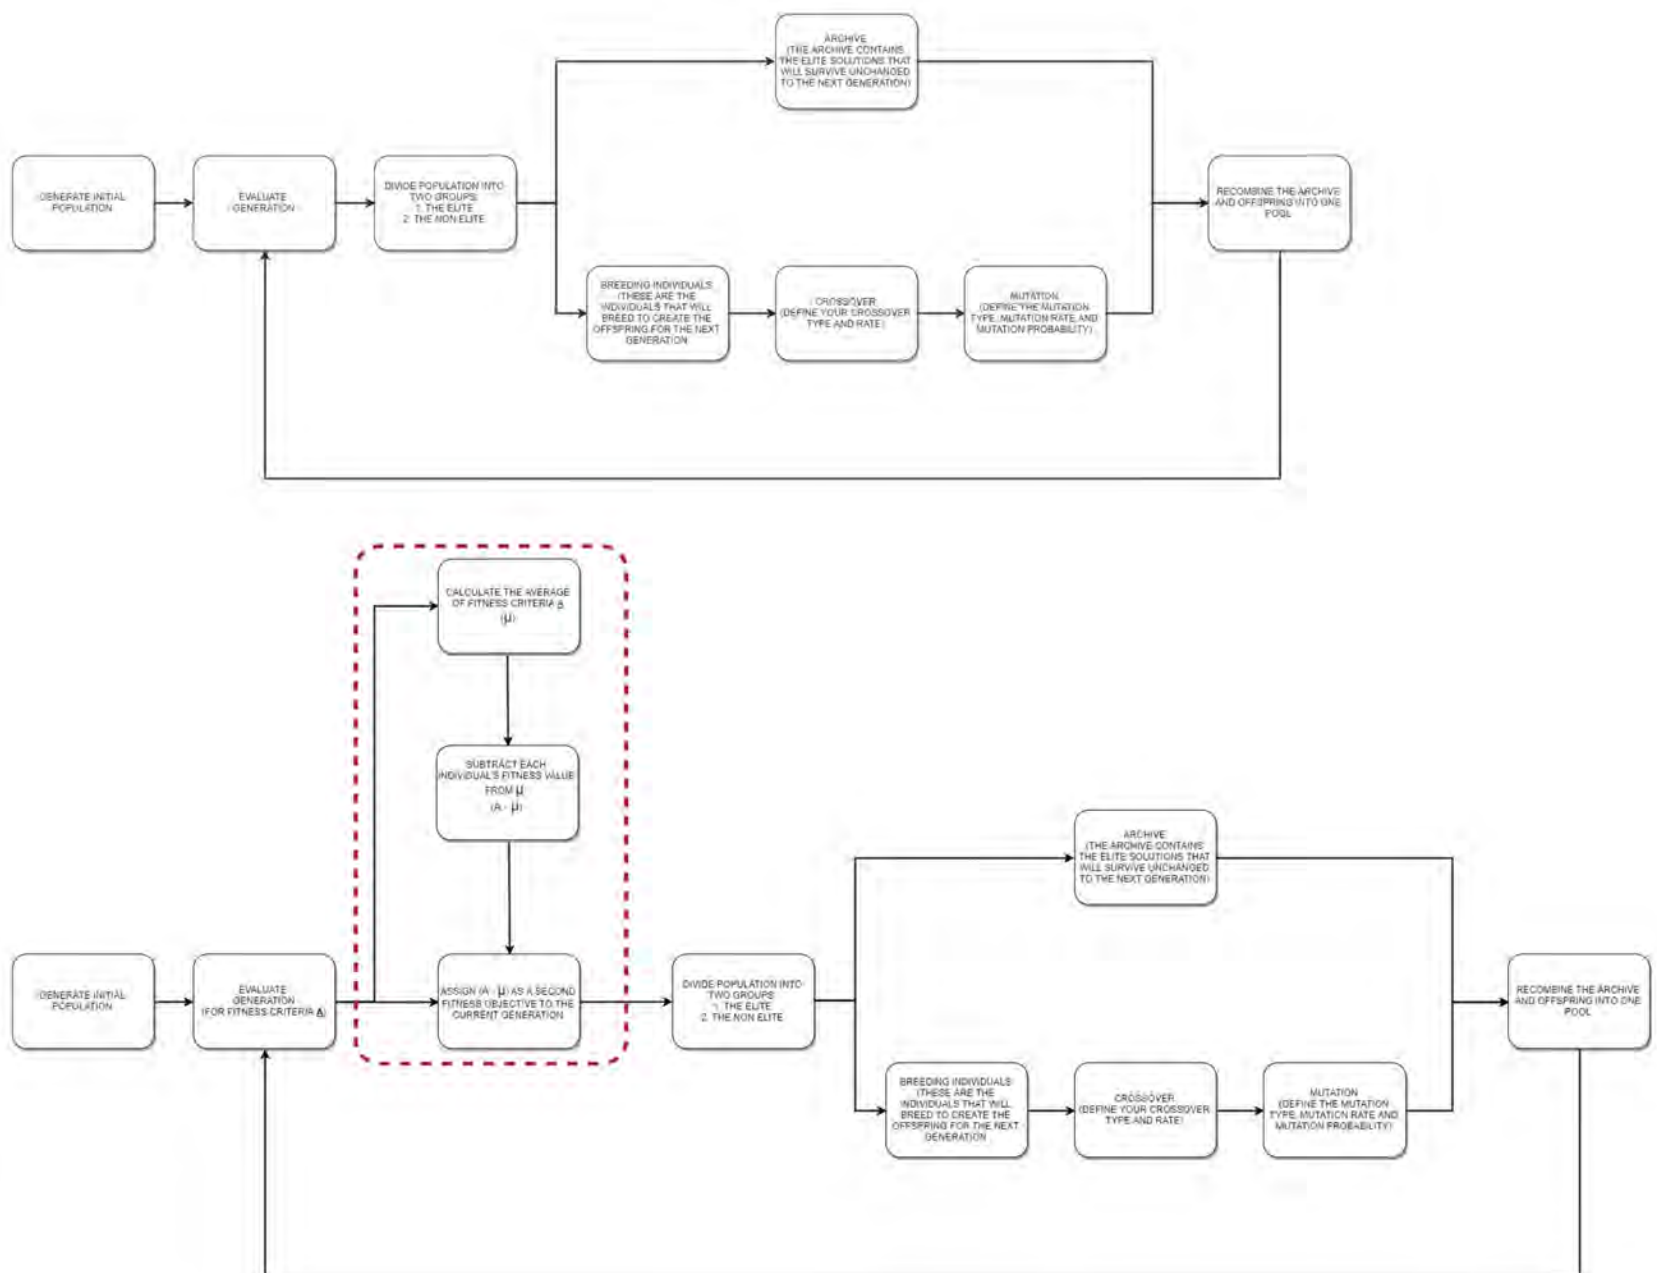 ARCHIVE
(THE ARCHIVE CONTAINS
THE ELITE SOLUTIONS THAT
WILL SURVIVE UNCHANGED
TO THE NEXT GENERATION)
GENERATE INITIAL
POPULATION
EVALUATE
GENERATION
DIVIDE POPULATION INTO
TWO GROUPS:
1. THE ELITE
2. THE NON ELITE
RECOMBINE THE ARCHIVE
AND OFFSPRING INTO ONE
POOL
BREEDING INDIVIDUALS
(THESE ARE THE
INDIVIDUALS THAT WILL
BREED TO CREATE THE
OFFSPRING FOR THE NEXT
GENERATION
CROSSOVER
(DEFINE YOUR CROSSOVER
TYPE AND RATE)
MUTATION
(DEFINE THE MUTATION
TYPE, MUTATION RATE AND
MUTATION PROBABILITY)
CALCULATE THE AVERAGE
OF FITNESS CRITERIA A
(μ)
SUBTRACT EACH
INDIVIDUAL'S FITNESS VALUE
FROM μ
(A - μ)
ARCHIVE
(THE ARCHIVE CONTAINS
THE ELITE SOLUTIONS THAT
WILL SURVIVE UNCHANGED
TO THE NEXT GENERATION)
GENERATE INITIAL
POPULATION
EVALUATE
GENERATION
(FOR FITNESS CRITERIA A)
ASSIGN (A - μ) AS A SECOND
FITNESS OBJECTIVE TO THE
CURRENT GENERATION
DIVIDE POPULATION INTO
TWO GROUPS
1. THE ELITE
2. THE NON ELITE
RECOMBINE THE ARCHIVE
AND OFFSPRING INTO ONE
POOL
BREEDING INDIVIDUALS
(THESE ARE THE
INDIVIDUALS THAT WILL
BREED TO CREATE THE
OFFSPRING FOR THE NEXT
GENERATION
CROSSOVER
(DEFINE YOUR CROSSOVER
TYPE AND RATE)
MUTATION
(DEFINE THE MUTATION
TYPE, MUTATION RATE AND
MUTATION PROBABILITY)